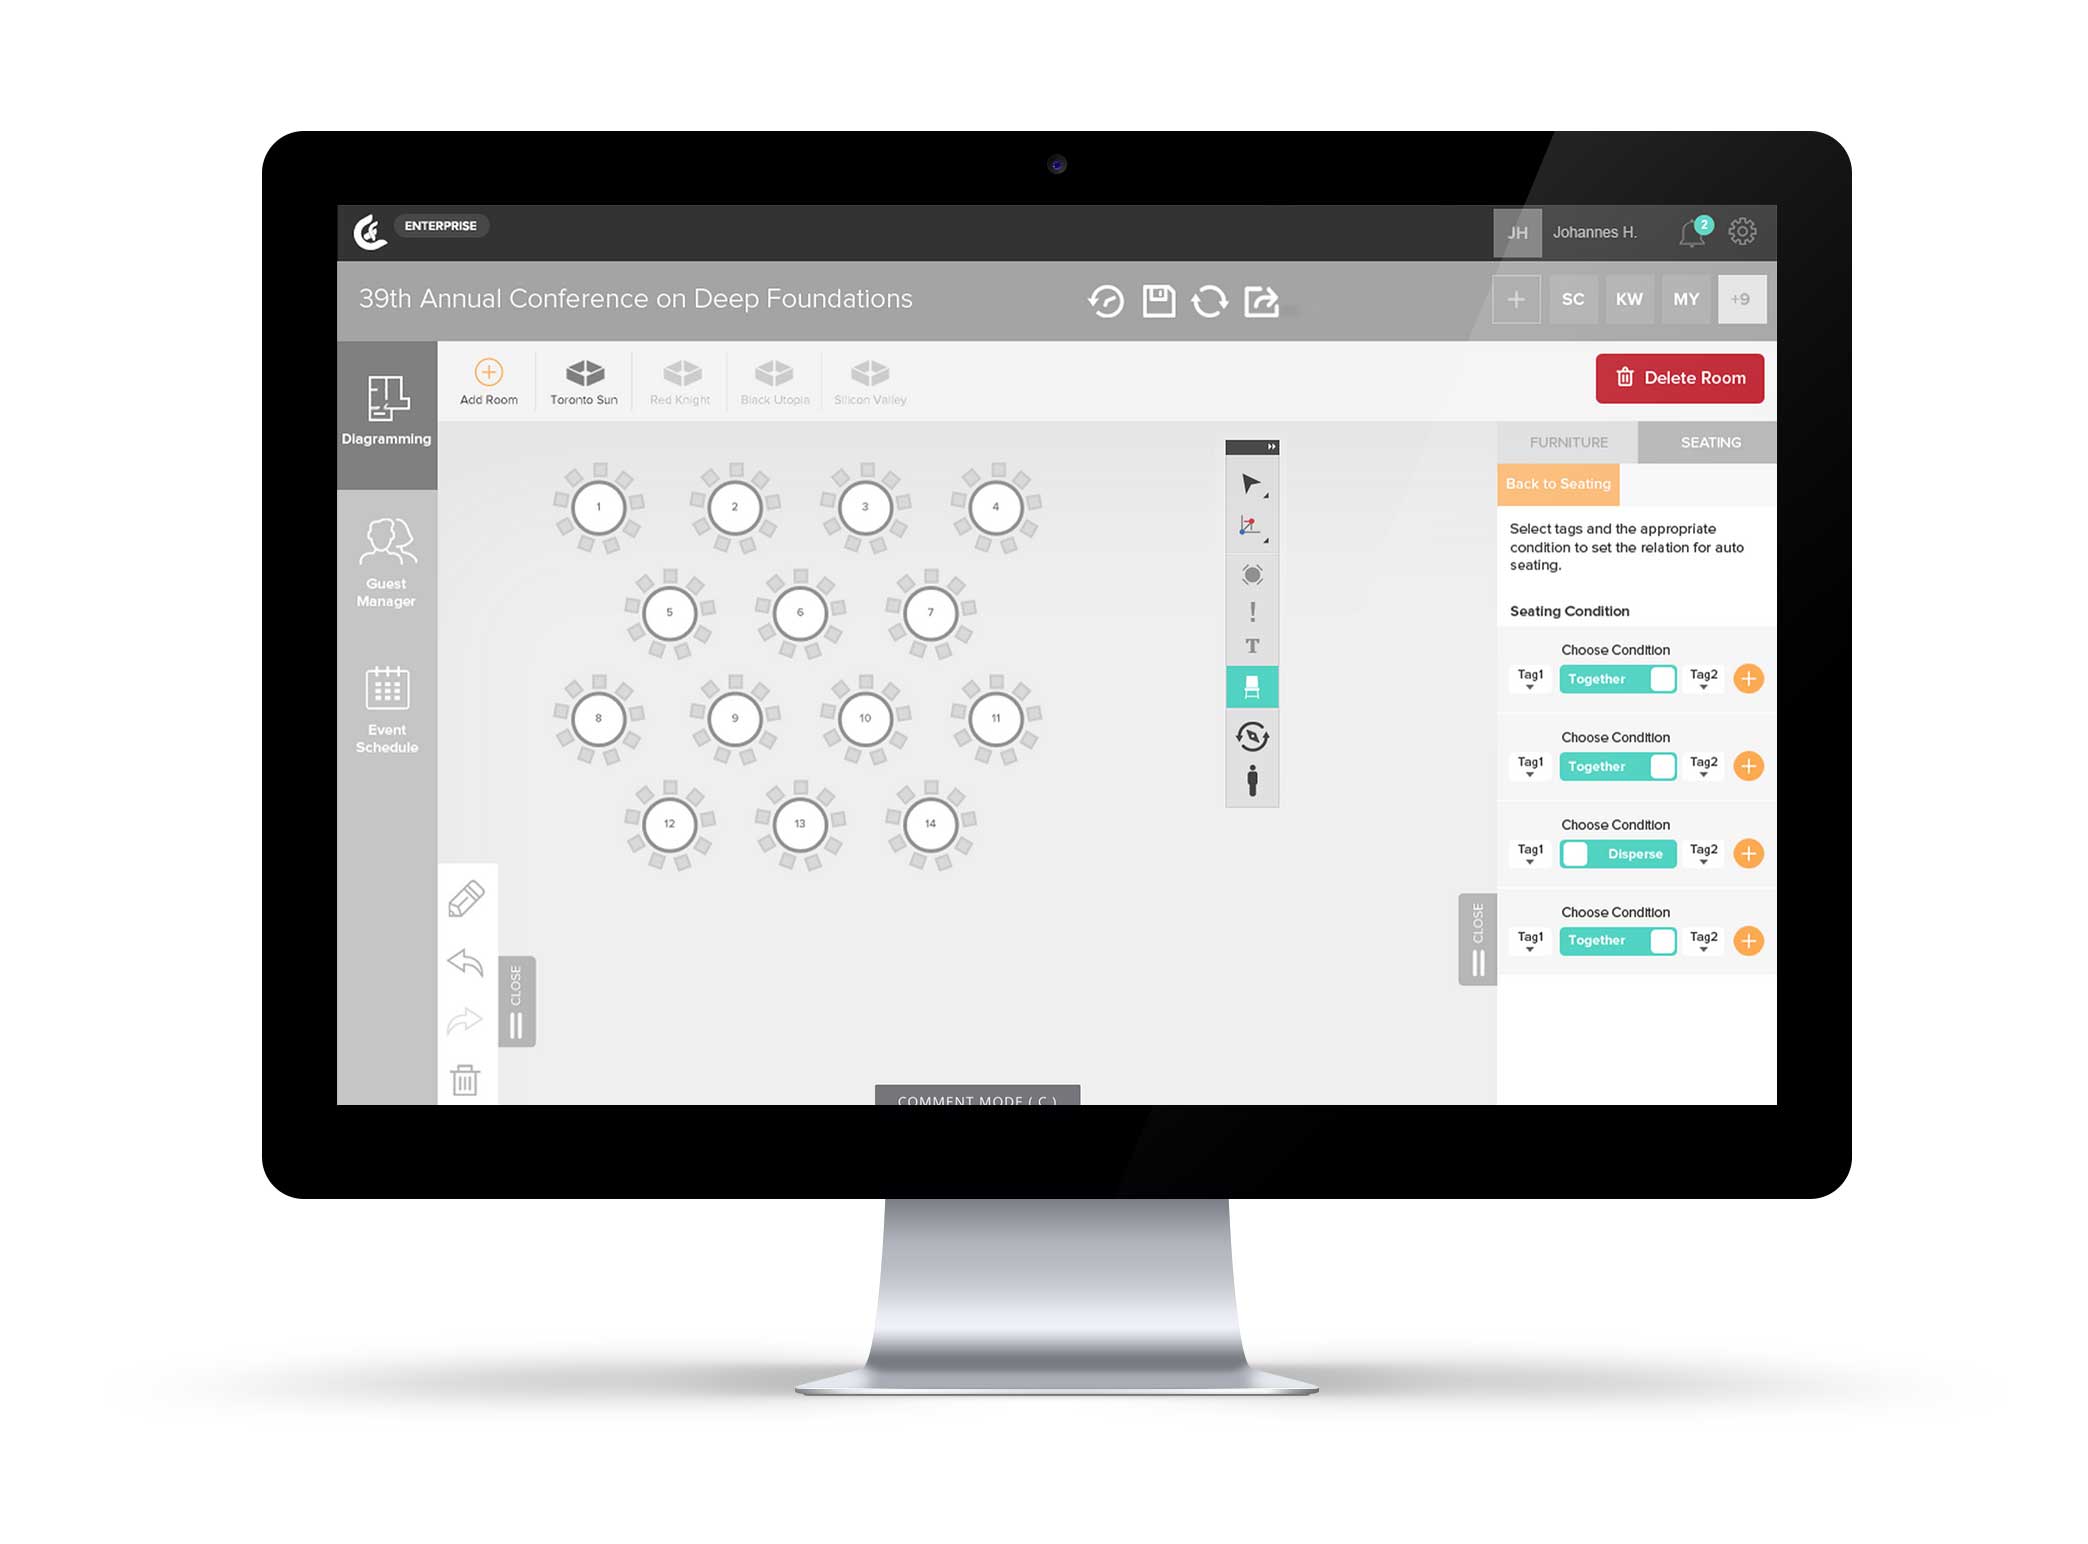 ENTERPRISE
JH
Johannes H.
2
39th Annual Conference on Deep Foundations
+
SC
KW
MY
+9
Diagramming
Guest
Manager
Event
Schedule
Add Room
Toronto Sun
Red Knight
Black Utopia
Silicon Valley
Delete Room
1
2
3
4
5
6
7
8
9
10
11
12
13
14
!
T
CLOSE
CLOSE
COMMENT MODE ( C )
FURNITURE
SEATING
Back to Seating
Select tags and the appropriate
condition to set the relation for auto
seating.
Seating Condition
Choose Condition
Tag1
Together
Tag2
Choose Condition
Tag1
Together
Tag2
Choose Condition
Tag1
Disperse
Tag2
Choose Condition
Tag1
Together
Tag2